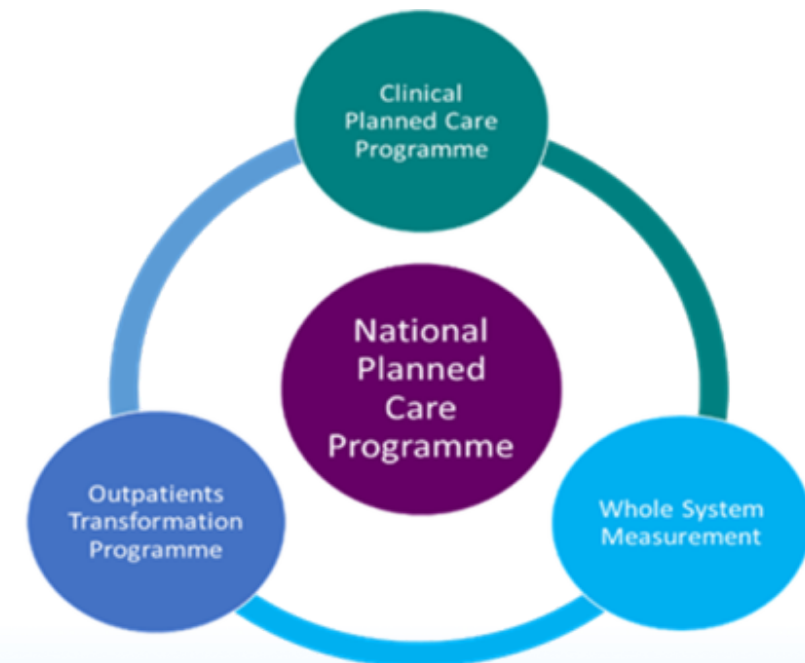 Clinical
Planned Care
Programme
National
Planned
Care
Programme
Outpatients
Transformation
Programme
Whole System
Measurement